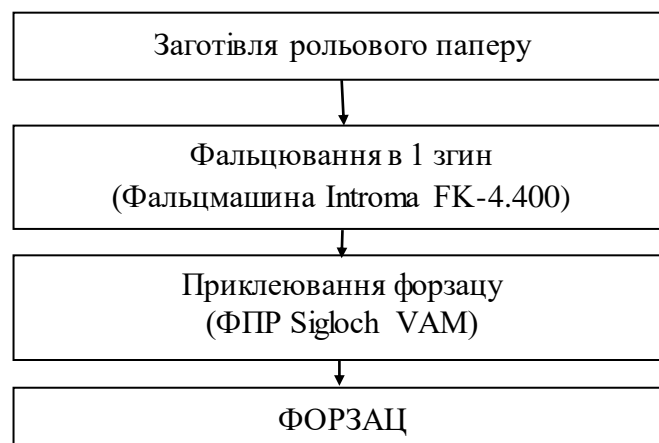 Заготівля рольового паперу
Фальцювання в 1 згин
(Фальцмашина Introma FK-4.400)
Приклеювання форзацу
(ФПР Sigloch VAM)
ФОРЗАЦ